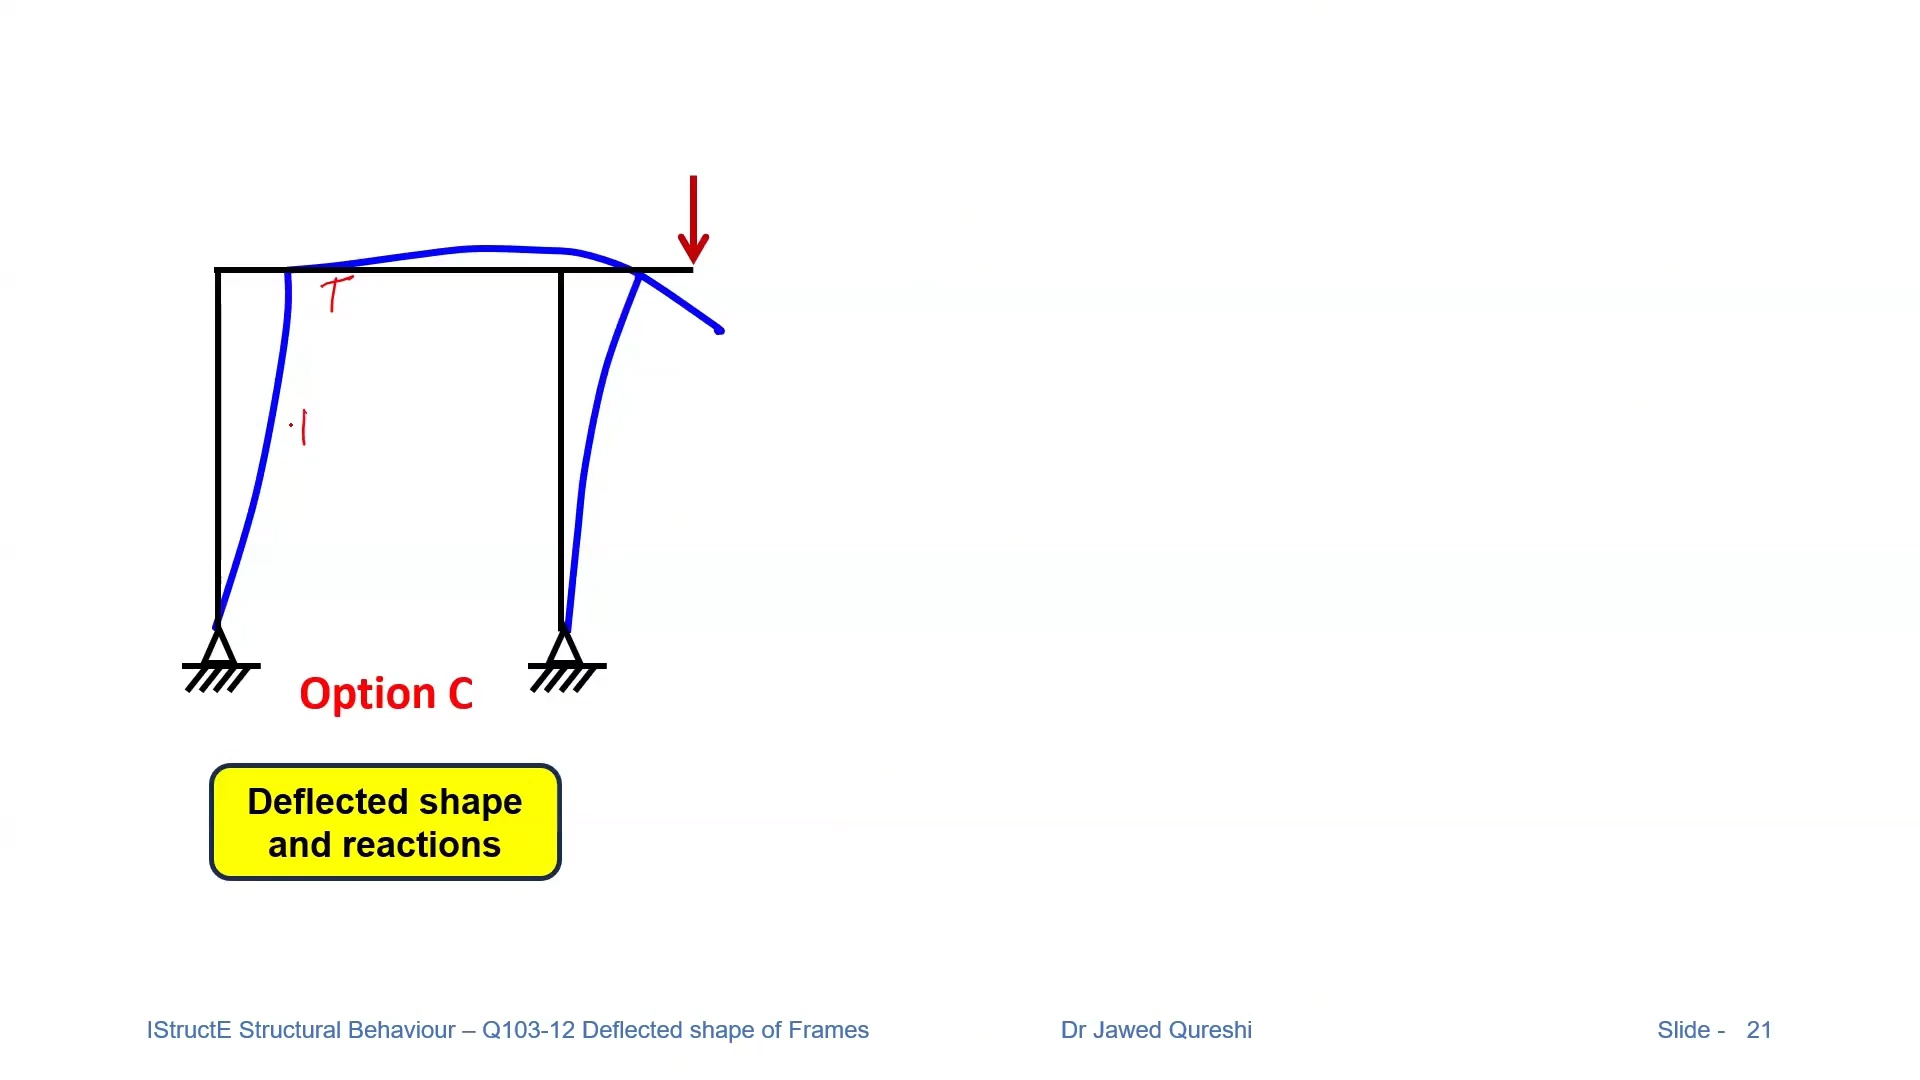 T
Option C
Deflected shape
and reactions
IStructE Structural Behaviour – Q103-12 Deflected shape of Frames
Dr Jawed Qureshi
Slide - 21